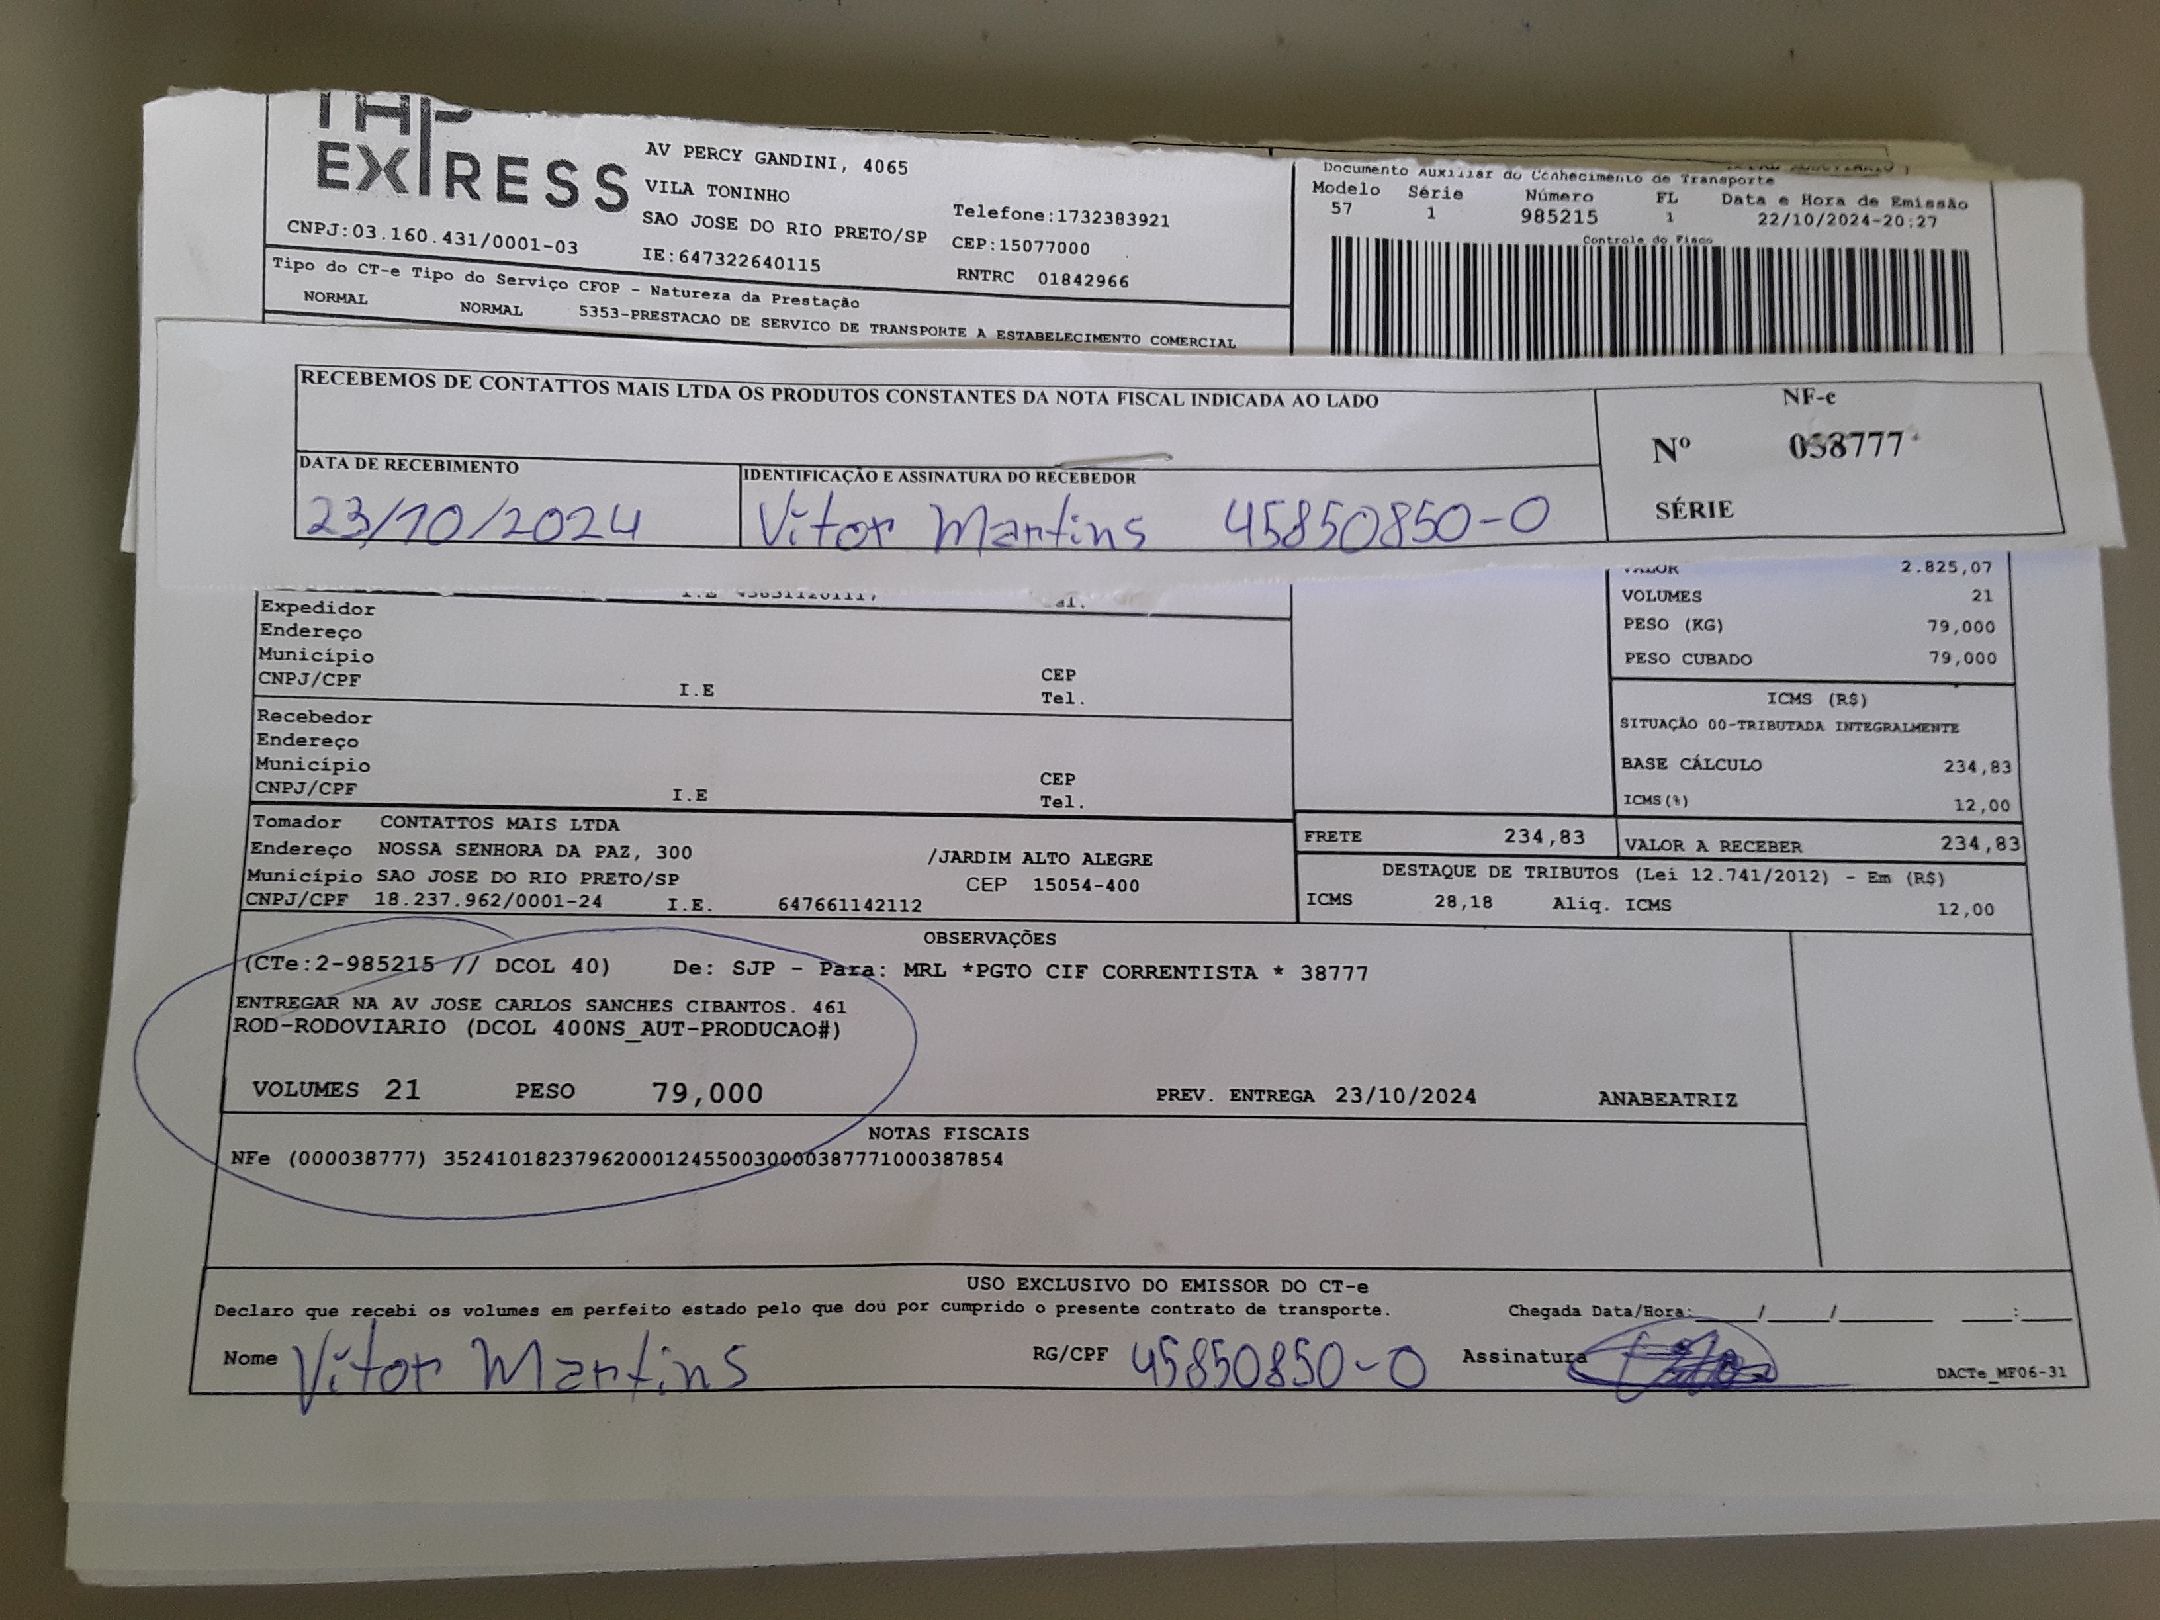 EXPRESS
AV PERCY GANDINI, 4065
VILA TONINHO
SAO JOSE DO RIO PRETO/SP
Telefone:1732383921
CEP:15077000
CNPJ:03.160.431/0001-03
IE:647322640115
RNTRC 01842966
Tipo do CT-e Tipo do Serviço CFOP - Natureza da Prestação
NORMAL NORMAL 5353-PRESTACAO DE SERVICO DE TRANSPORTE A ESTABELECIMENTO COMERCIAL
Documento Auxiliar do Conhecimento de Transporte
Modelo Série Número FL Data e Hora de Emissão
57 1 985215 1 22/10/2024-20:27
Controle do Fisco
RECEBEMOS DE CONTATTOS MAIS LTDA OS PRODUTOS CONSTANTES DA NOTA FISCAL INDICADA AO LADO
NF-e
Nº 038777
SÉRIE
DATA DE RECEBIMENTO
23/10/2024
IDENTIFICAÇÃO E ASSINATURA DO RECEBEDOR
Vitor Martins 45850850-0
VALOR 2.825,07
VOLUMES 21
PESO (KG) 79,000
PESO CUBADO 79,000
Expedidor
Endereço
Município CEP
CNPJ/CPF I.E Tel.
Recebedor
Endereço
Município CEP
CNPJ/CPF I.E Tel.
ICMS (R$)
SITUAÇÃO 00-TRIBUTADA INTEGRALMENTE
BASE CÁLCULO 234,83
ICMS(%) 12,00
Tomador CONTATTOS MAIS LTDA
Endereço NOSSA SENHORA DA PAZ, 300 /JARDIM ALTO ALEGRE
Município SAO JOSE DO RIO PRETO/SP CEP 15054-400
CNPJ/CPF 18.237.962/0001-24 I.E. 647661142112
FRETE 234,83 VALOR A RECEBER 234,83
DESTAQUE DE TRIBUTOS (Lei 12.741/2012) - Em (R$)
ICMS 28,18 Aliq. ICMS 12,00
OBSERVAÇÕES
(CTe:2-985215 // DCOL 40) De: SJP - Para: MRL *PGTO CIF CORRENTISTA * 38777
ENTREGAR NA AV JOSE CARLOS SANCHES CIBANTOS. 461
ROD-RODOVIARIO (DCOL 400NS_AUT-PRODUCAO#)
VOLUMES 21 PESO 79,000 PREV. ENTREGA 23/10/2024 ANABEATRIZ
NOTAS FISCAIS
NFe (000038777) 35241018237962000124550030000387771000387854
USO EXCLUSIVO DO EMISSOR DO CT-e
Declaro que recebi os volumes em perfeito estado pelo que dou por cumprido o presente contrato de transporte. Chegada Data/Hora:____/____/______ ___:___
Nome Vitor Martins RG/CPF 45850850-0 Assinatura
DACTe_MF06-31